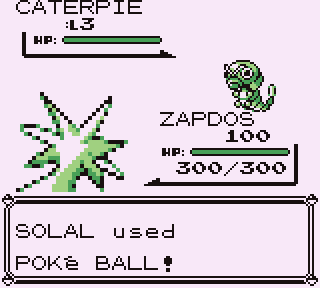 CATERPIE
:L3
HP:
ZAPDOS
100
HP:
300/300
SOLAL used
POKé BALL!